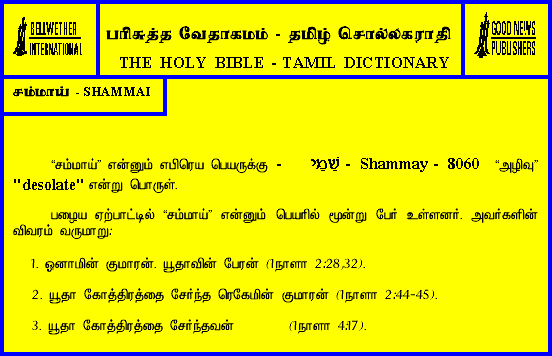 BELLWETHER
INTERNATIONAL
பரிசுத்த வேதாகமம் - தமிழ் சொல்லகராதி
THE HOLY BIBLE - TAMIL DICTIONARY
GOOD NEWS
PUBLISHERS
சம்மாய் - SHAMMAI
“சம்மாய்” என்னும் எபிரெய பெயருக்கு - שַׁמַּי - Shammay - 8060 “அழிவு”
"desolate" என்று பொருள்.
பழைய ஏற்பாட்டில் “சம்மாய்” என்னும் பெயரில் மூன்று பேர் உள்ளனர். அவர்களின்
விவரம் வருமாறு:
1. ஓனாமின் குமாரன். யூதாவின் பேரன் (1நாளா 2:28,32).
2. யூதா கோத்திரத்தை சேர்ந்த ரெகேமின் குமாரன் (1நாளா 2:44-45).
3. யூதா கோத்திரத்தை சேர்ந்தவன் (1நாளா 4:17).